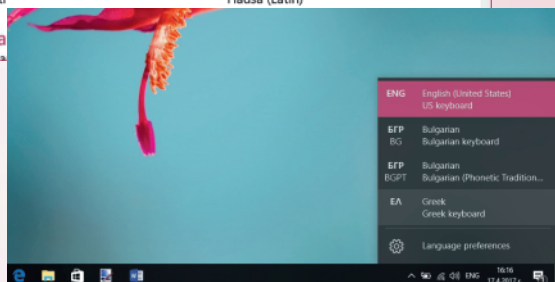 Hausa (Latin)
ENG English (United States)
US keyboard
БГР Bulgarian
BG Bulgarian keyboard
БГР Bulgarian
BGPT Bulgarian (Phonetic Tradition...
ΕΛ Greek
Greek keyboard
Language preferences
ENG
16:16
17.4.2017 г.